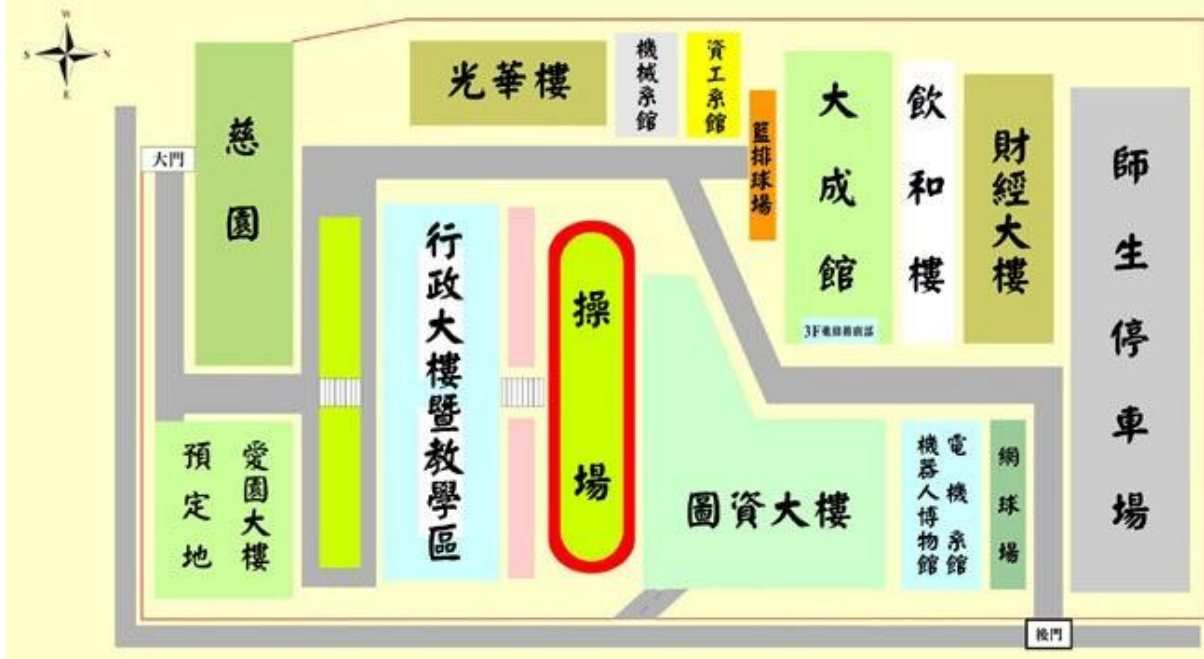 W
S
N
E
光華樓
機械系館
資工系館
慈園
大門
籃排球場
大成館
飲和樓
財經大樓
師生停車場
行政大樓暨教學區
操場
愛園大樓
預定地
圖資大樓
電機系館
機器人博物館
網球場
後門